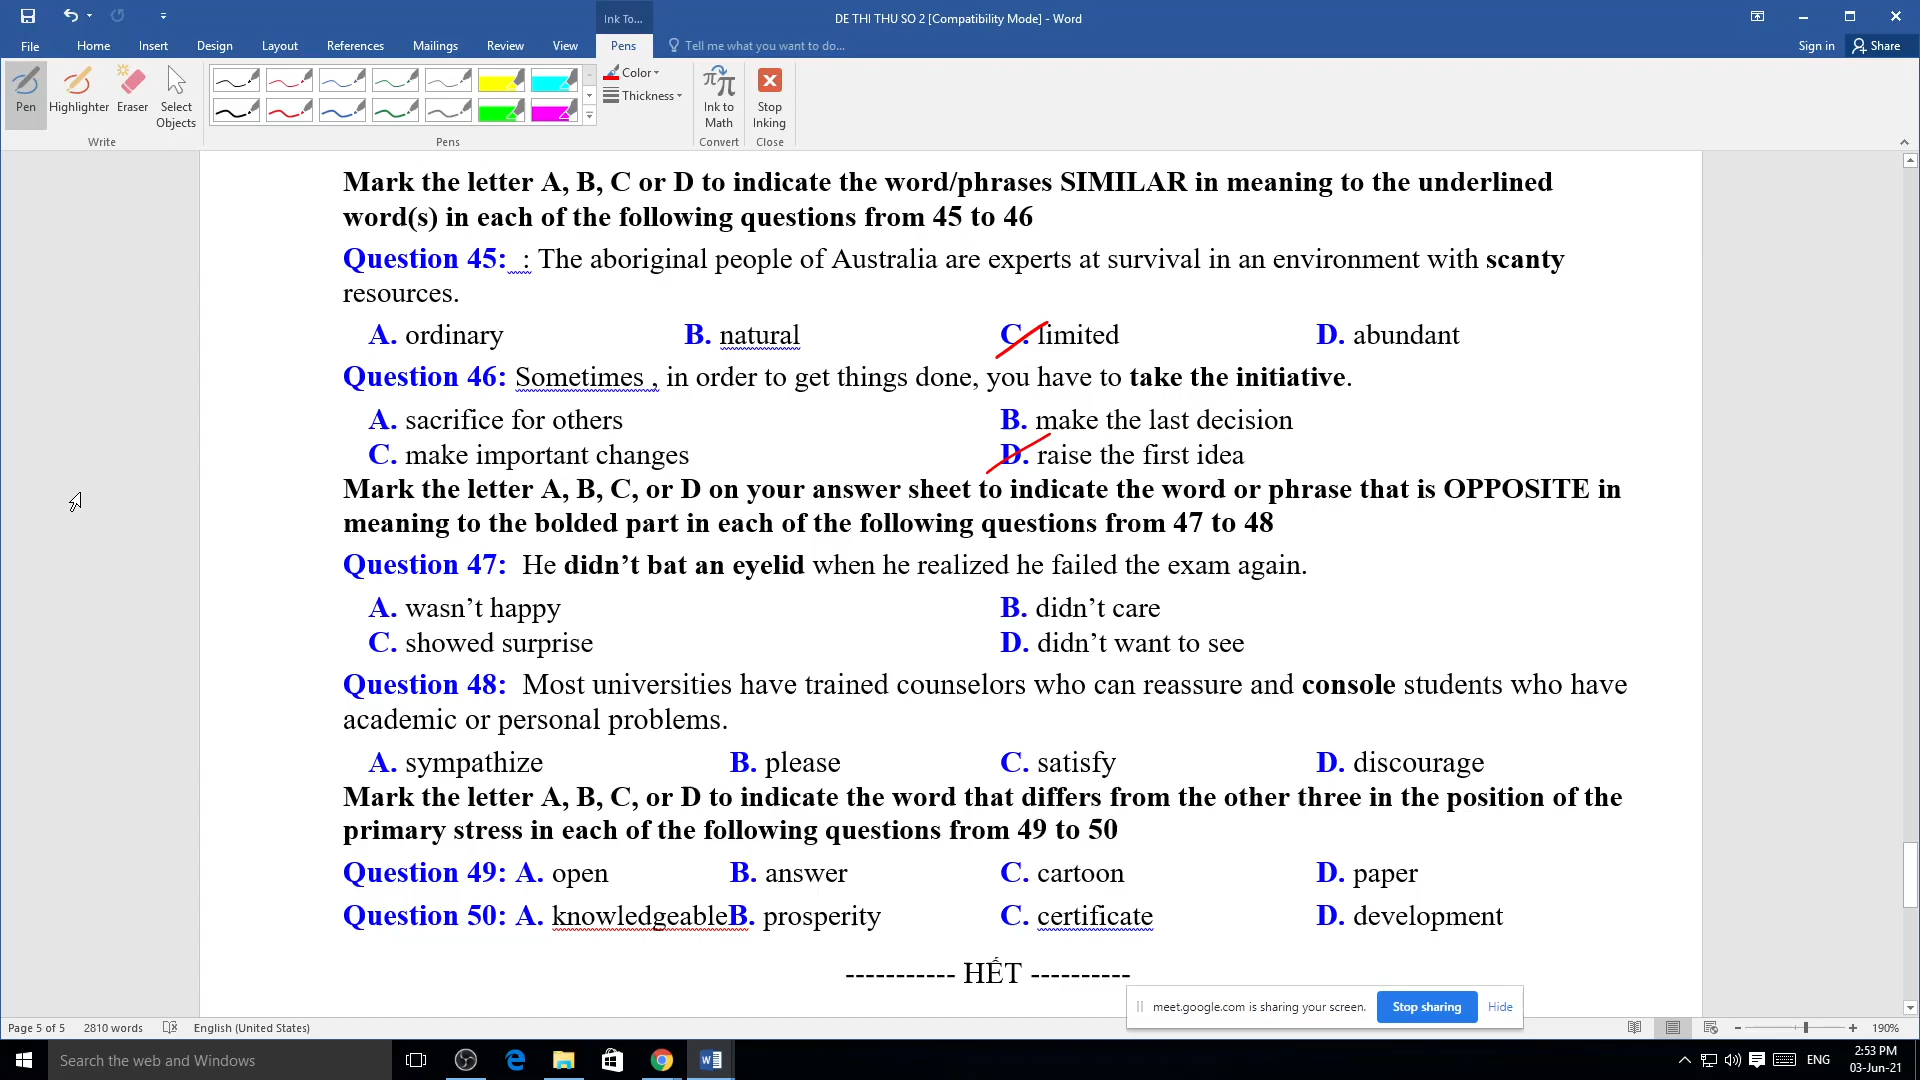 Ink To...
DE THI THU SO 2 [Compatibility Mode] - Word
File Home Insert Design Layout References Mailings Review View Pens Tell me what you want to do... Sign in Share
Pen Highlighter Eraser Select Objects
Color
Thickness
Ink to Math
Stop Inking
Write Pens Convert Close
Mark the letter A, B, C or D to indicate the word/phrases SIMILAR in meaning to the underlined
word(s) in each of the following questions from 45 to 46
Question 45: : The aboriginal people of Australia are experts at survival in an environment with scanty
resources.
A. ordinary B. natural C. limited D. abundant
Question 46: Sometimes , in order to get things done, you have to take the initiative.
A. sacrifice for others B. make the last decision
C. make important changes D. raise the first idea
Mark the letter A, B, C, or D on your answer sheet to indicate the word or phrase that is OPPOSITE in
meaning to the bolded part in each of the following questions from 47 to 48
Question 47: He didn’t bat an eyelid when he realized he failed the exam again.
A. wasn’t happy B. didn’t care
C. showed surprise D. didn’t want to see
Question 48: Most universities have trained counselors who can reassure and console students who have
academic or personal problems.
A. sympathize B. please C. satisfy D. discourage
Mark the letter A, B, C, or D to indicate the word that differs from the other three in the position of the
primary stress in each of the following questions from 49 to 50
Question 49: A. open B. answer C. cartoon D. paper
Question 50: A. knowledgeable B. prosperity C. certificate D. development
----------- HẾT ----------
meet.google.com is sharing your screen. Stop sharing Hide
Page 5 of 5 2810 words English (United States) 190%
Search the web and Windows
ENG
2:53 PM
03-Jun-21